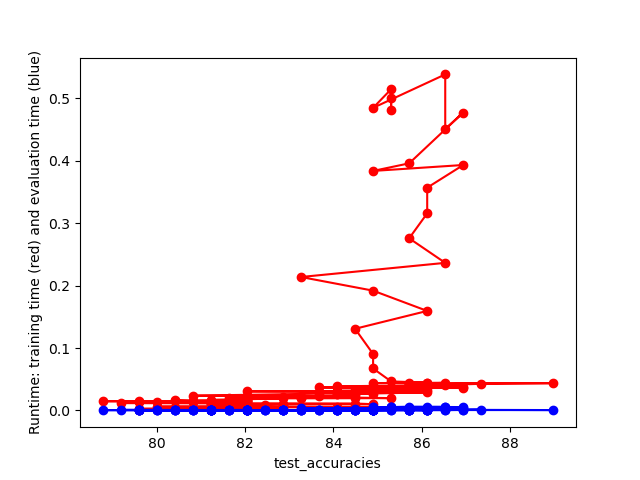 Runtime: training time (red) and evaluation time (blue)
0.5
0.4
0.3
0.2
0.1
0.0
80 82 84 86 88
test_accuracies